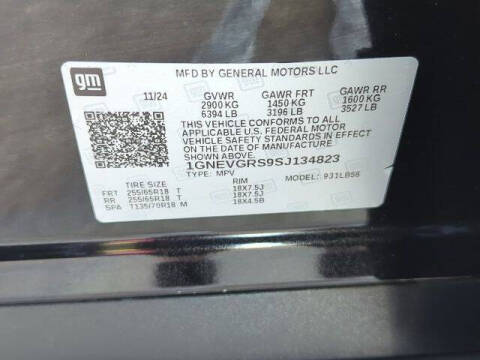 gm
MFD BY GENERAL MOTORS LLC
11/24 GVWR GAWR FRT GAWR RR
2900 KG 1450 KG 1600 KG
6394 LB 3196 LB 3527 LB
THIS VEHICLE CONFORMS TO ALL
APPLICABLE U.S. FEDERAL MOTOR
VEHICLE SAFETY STANDARDS IN
EFFECT ON THE DATE OF
MANUFACTURE SHOWN ABOVE.
1GNEVGRS9SJ134823
TYPE: MPV 931LB56
TIRE SIZE RIM
FRT 255/65R18 T 18X7.5J
RR 255/65R18 T 18X7.5J
SPA T135/70R18 M 18X4.5B